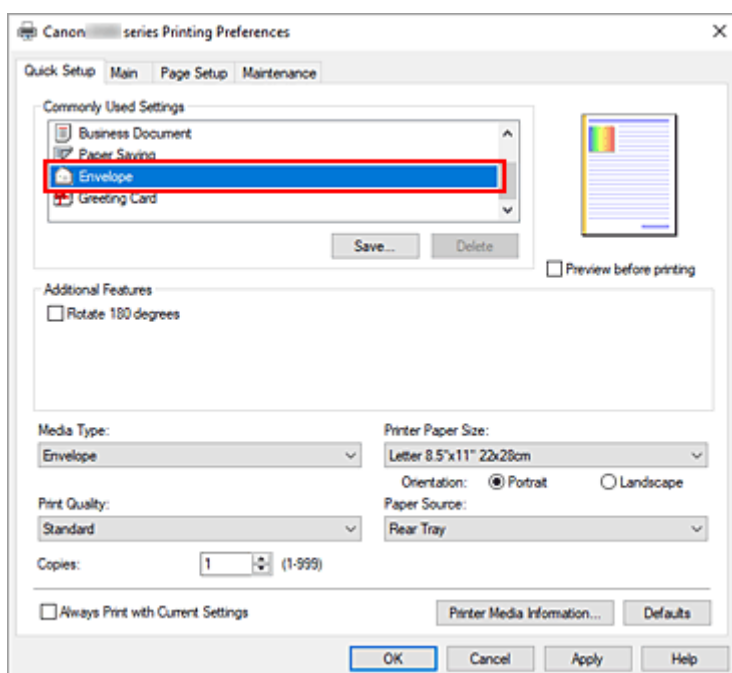 Canon series Printing Preferences
Quick Setup Main Page Setup Maintenance
Commonly Used Settings
Business Document
Paper Saving
Envelope
Greeting Card
Save... Delete
Preview before printing
Additional Features
Rotate 180 degrees
Media Type: Printer Paper Size:
Envelope Letter 8.5"x11" 22x28cm
Orientation: Portrait Landscape
Print Quality: Paper Source:
Standard Rear Tray
Copies: 1 (1-999)
Always Print with Current Settings Printer Media Information... Defaults
OK Cancel Apply Help